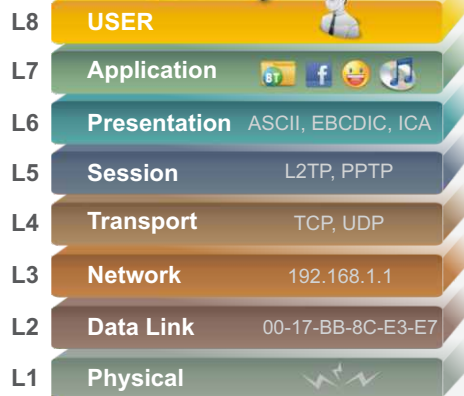 L8 USER
L7 Application BT f
L6 Presentation ASCII, EBCDIC, ICA
L5 Session L2TP, PPTP
L4 Transport TCP, UDP
L3 Network 192.168.1.1
L2 Data Link 00-17-BB-8C-E3-E7
L1 Physical